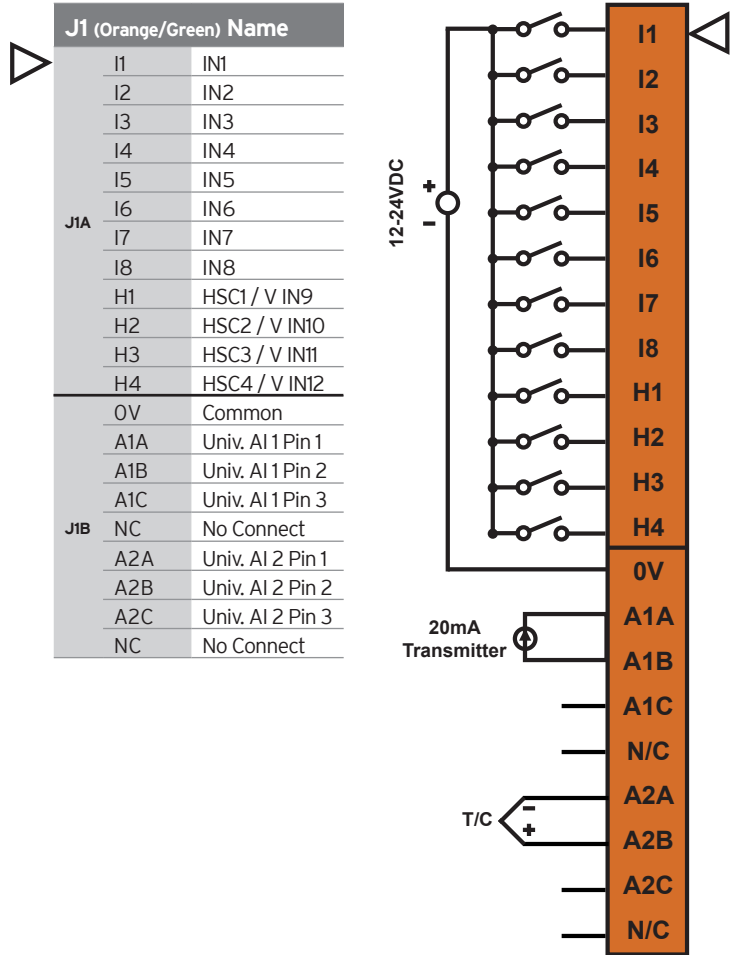 J1 (Orange/Green) Name
I1 IN1
I2 IN2
I3 IN3
I4 IN4
I5 IN5
J1A
I6 IN6
I7 IN7
I8 IN8
H1 HSC1 / V IN9
H2 HSC2 / V IN10
H3 HSC3 / V IN11
H4 HSC4 / V IN12
0V Common
A1A Univ. AI 1 Pin 1
A1B Univ. AI 1 Pin 2
A1C Univ. AI 1 Pin 3
J1B NC No Connect
A2A Univ. AI 2 Pin 1
A2B Univ. AI 2 Pin 2
A2C Univ. AI 2 Pin 3
NC No Connect
12-24VDC
+
-
20mA
Transmitter
T/C
-
+
I1
I2
I3
I4
I5
I6
I7
I8
H1
H2
H3
H4
0V
A1A
A1B
A1C
N/C
A2A
A2B
A2C
N/C